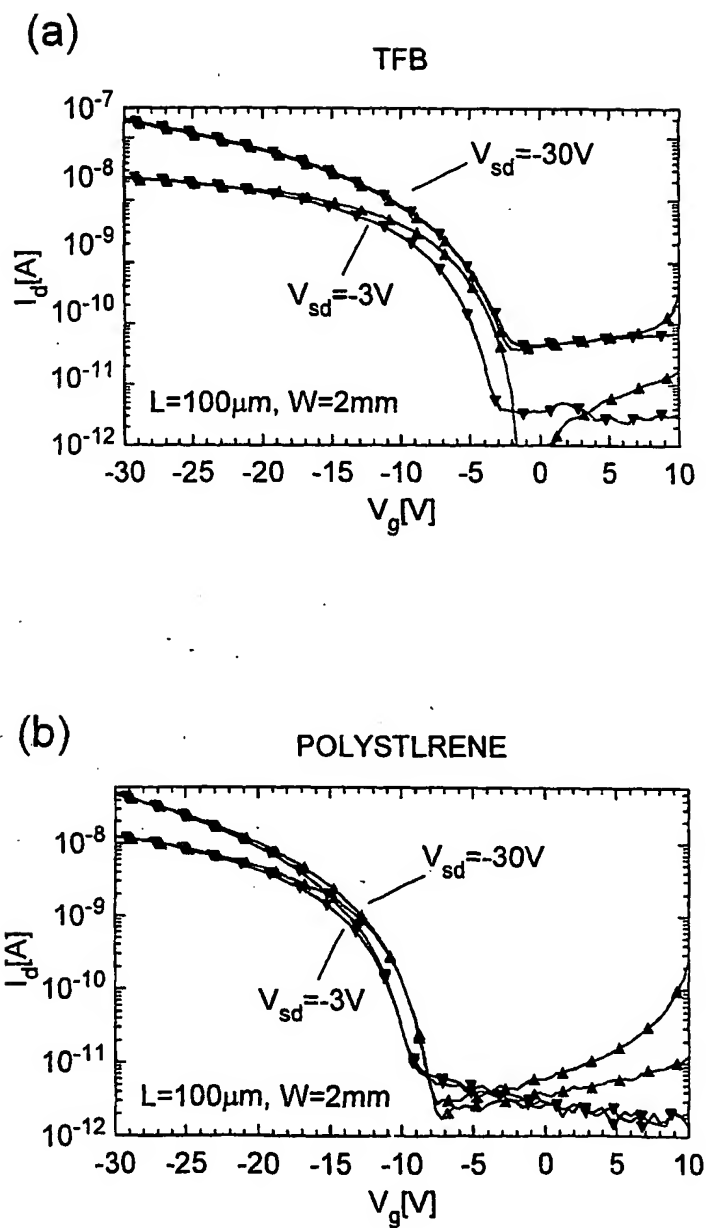 (a)
TFB
10⁻⁷
10⁻⁸
10⁻⁹
10⁻¹⁰
10⁻¹¹
10⁻¹²
I_d[A]
V_sd=-30V
V_sd=-3V
L=100μm, W=2mm
-30 -25 -20 -15 -10 -5 0 5 10
V_g[V]
(b)
POLYSTLRENE
10⁻⁸
10⁻⁹
10⁻¹⁰
10⁻¹¹
10⁻¹²
I_d[A]
V_sd=-30V
V_sd=-3V
L=100μm, W=2mm
-30 -25 -20 -15 -10 -5 0 5 10
V_g[V]